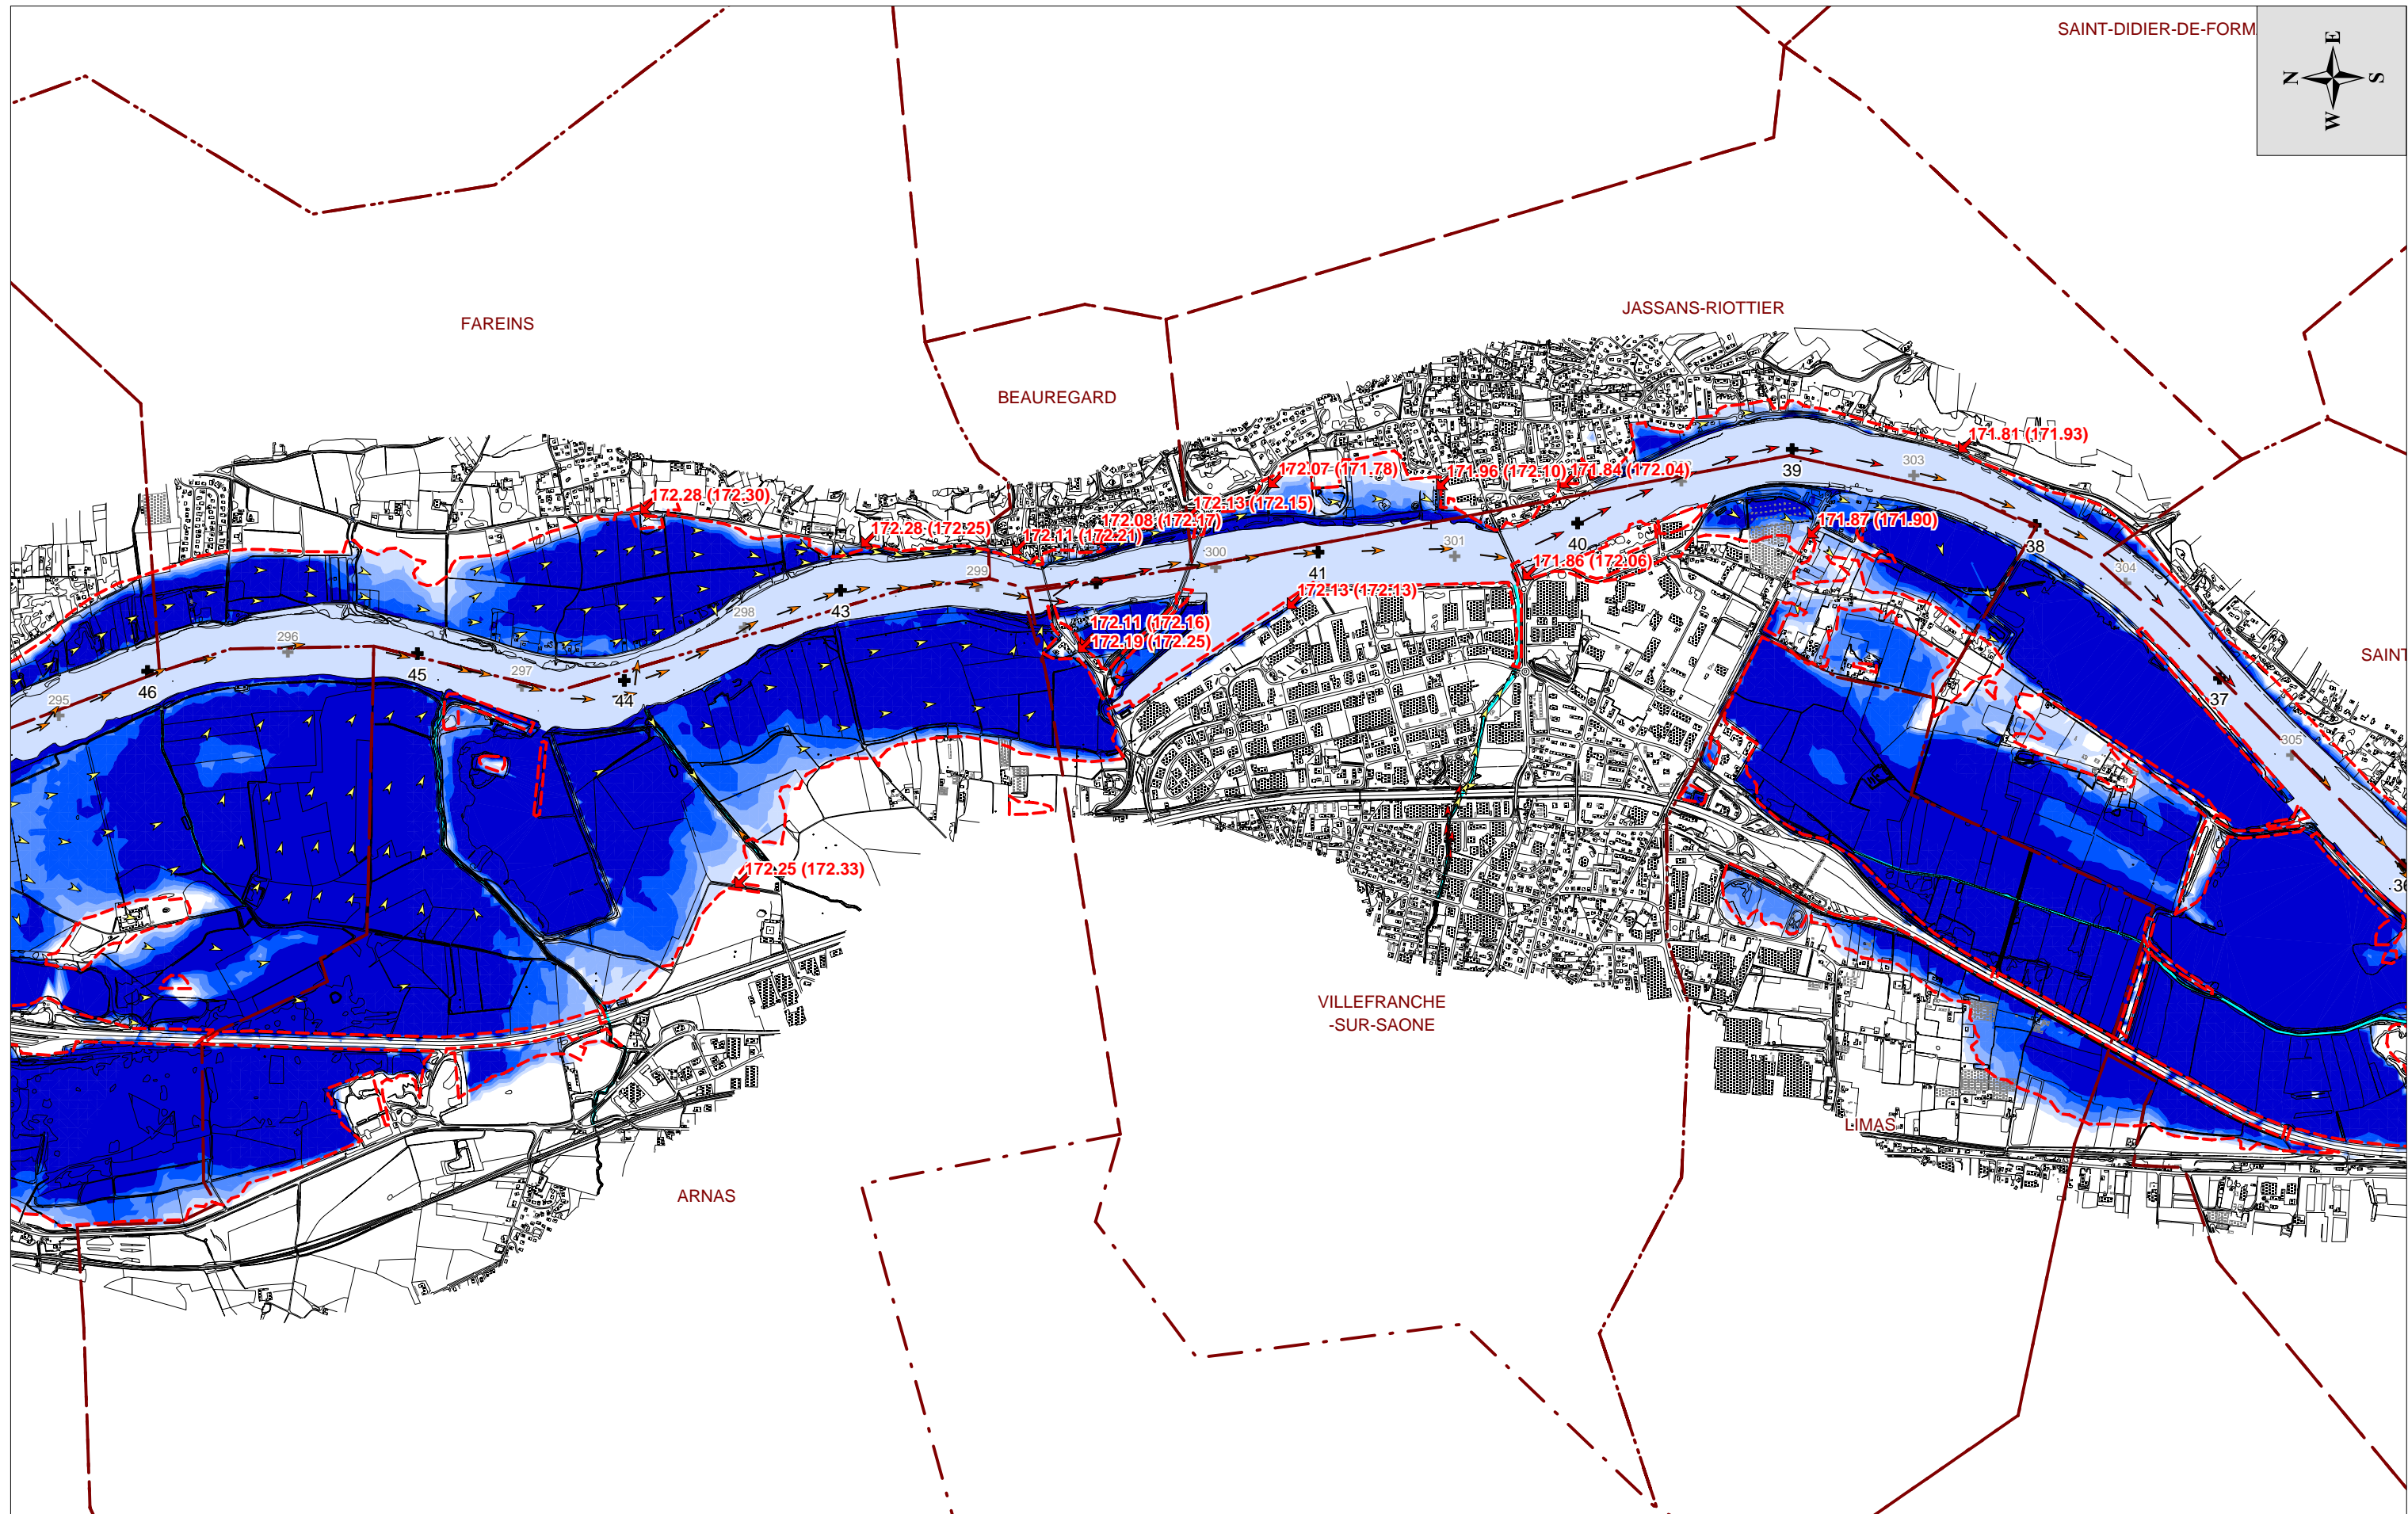 SAINT-DIDIER-DE-FORM
E
N
S
W
JASSANS-RIOTTIER
FAREINS
BEAUREGARD
171.81 (171.93)
172.07 (171.78)
171.96 (172.10)
171.84 (172.04)
39
303
172.28 (172.30)
172.13 (172.15)
172.28 (172.25)
172.08 (172.17)
171.87 (171.90)
172.11 (172.21)
300
301
40
38
41
171.86 (172.06)
299
304
172.13 (172.13)
298
43
296
172.11 (172.16)
172.19 (172.25)
SAINT
297
45
46
44
295
37
305
172.25 (172.33)
36
VILLEFRANCHE
-SUR-SAONE
LIMAS
ARNAS